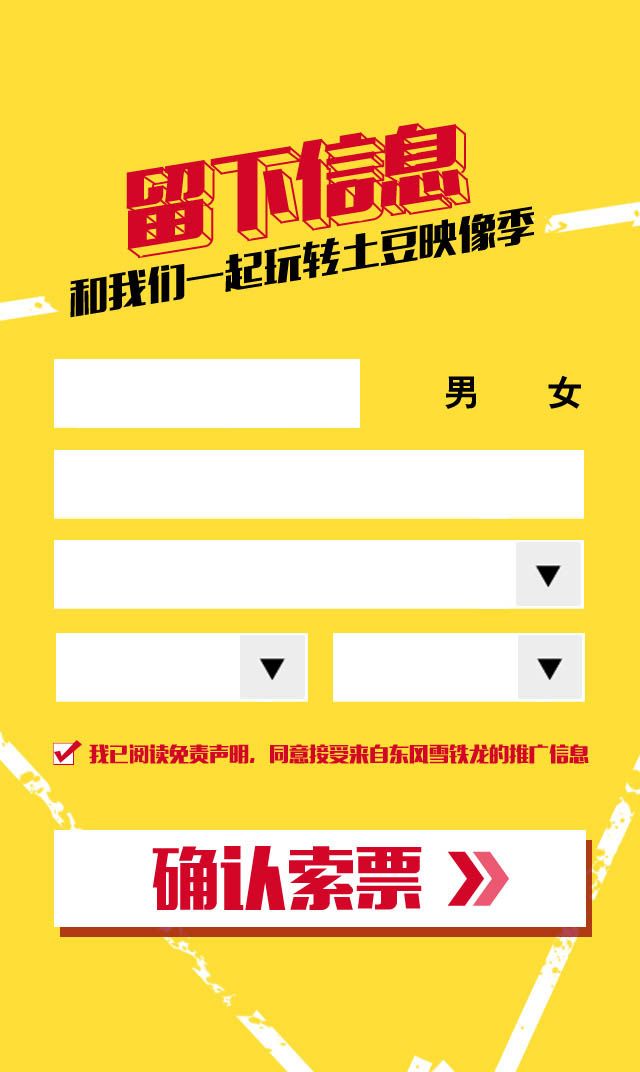 留下信息
和我们一起玩转土豆映像季
男 女
我已阅读免责声明，同意接受来自东风雪铁龙的推广信息
确认索票